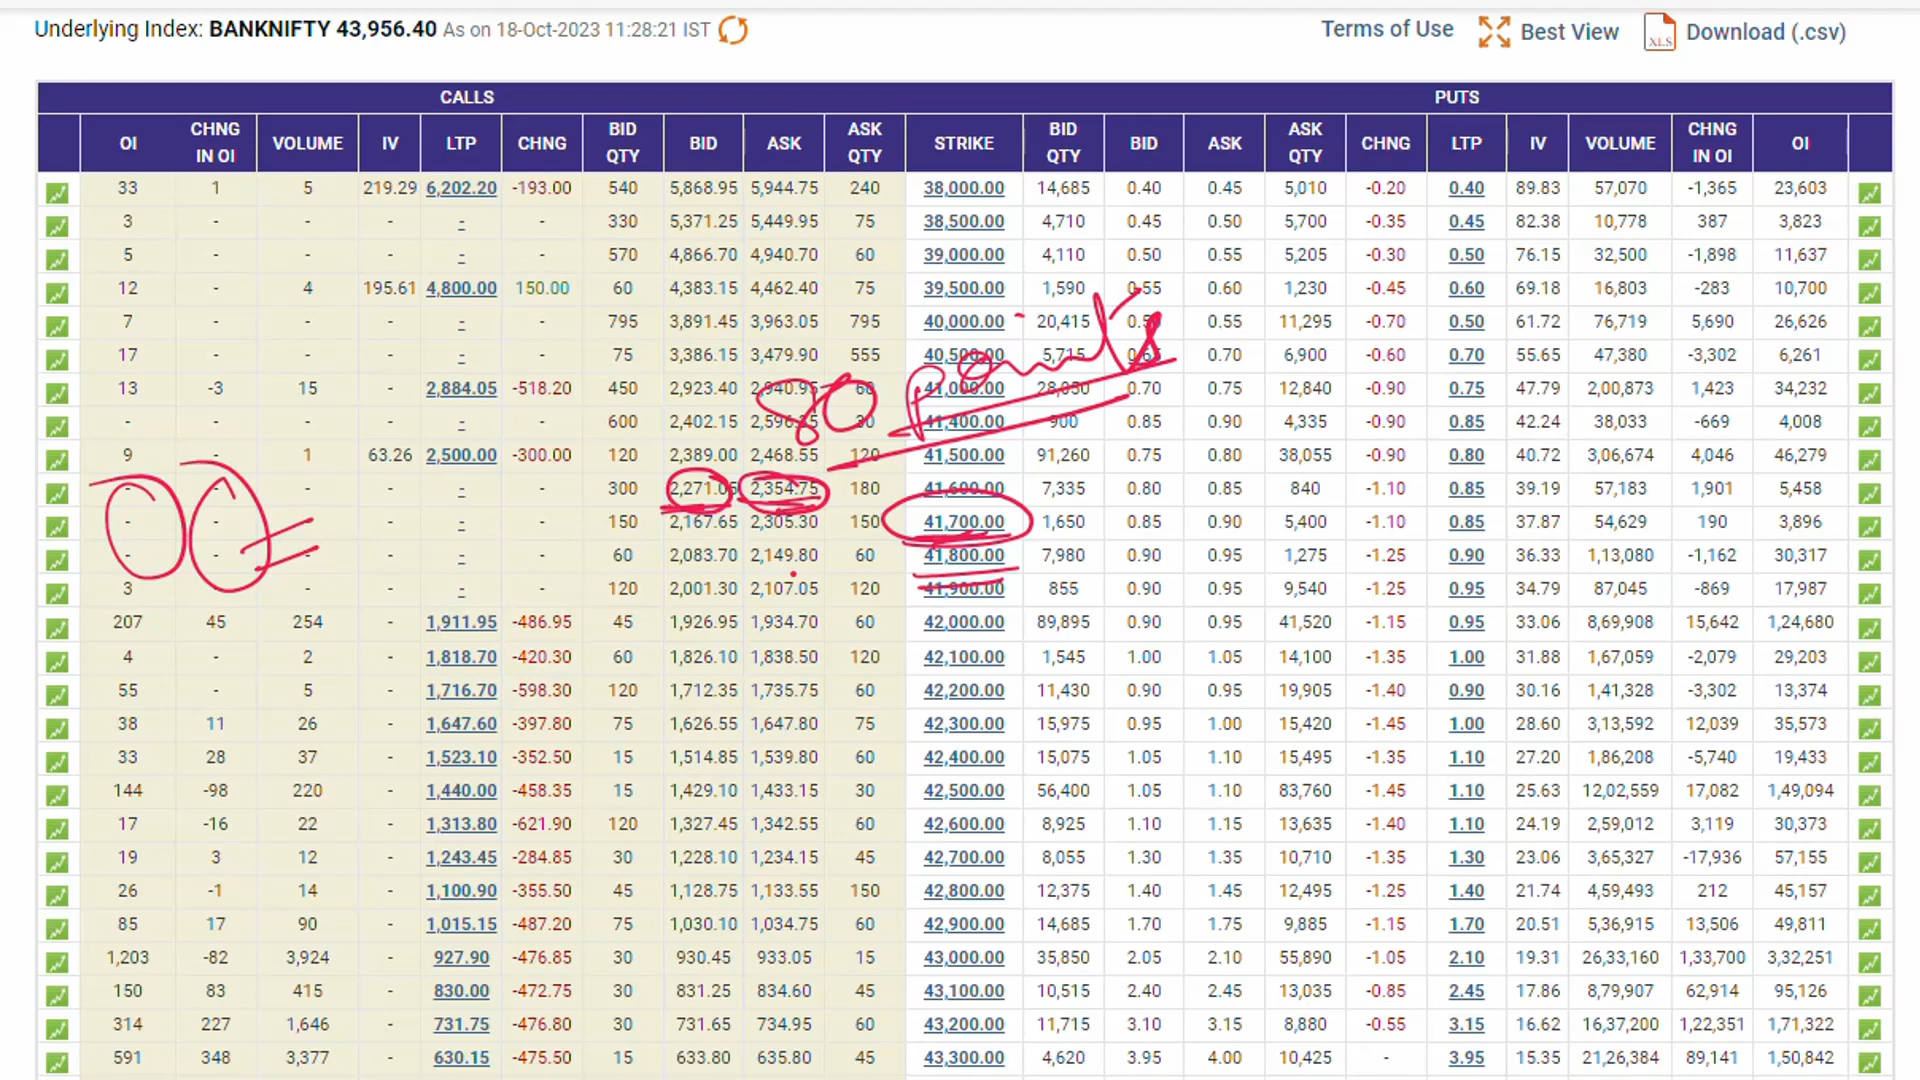 Underlying Index: BANKNIFTY 43,956.40 As on 18-Oct-2023 11:28:21 IST Terms of Use Best View XLS Download (.csv)
CALLS PUTS
OI CHNG IN OI VOLUME IV LTP CHNG BID QTY BID ASK ASK QTY STRIKE BID QTY BID ASK ASK QTY CHNG LTP IV VOLUME CHNG IN OI OI
33 1 5 219.29 6,202.20 -193.00 540 5,868.95 5,944.75 240 38,000.00 14,685 0.40 0.45 5,010 -0.20 0.40 89.83 57,070 -1,365 23,603
3 - - - - - 330 5,371.25 5,449.95 75 38,500.00 4,710 0.45 0.50 5,700 -0.35 0.45 82.38 10,778 387 3,823
5 - - - - - 570 4,866.70 4,940.70 60 39,000.00 4,110 0.50 0.55 5,205 -0.30 0.50 76.15 32,500 -1,898 11,637
12 - 4 195.61 4,800.00 150.00 60 4,383.15 4,462.40 75 39,500.00 1,590 0.55 0.60 1,230 -0.45 0.60 69.18 16,803 -283 10,700
7 - - - - - 795 3,891.45 3,963.05 795 40,000.00 20,415 0.55 11,295 -0.70 0.50 61.72 76,719 5,690 26,626
17 - - - - - 75 3,386.15 3,479.90 555 40,500.00 5,715 0.65 0.70 6,900 -0.60 0.70 55.65 47,380 -3,302 6,261
13 -3 15 - 2,884.05 -518.20 450 2,923.40 2,940.95 60 41,000.00 28,050 0.70 0.75 12,840 -0.90 0.75 47.79 2,00,873 1,423 34,232
80 points
- - - - - - 600 2,402.15 30 41,400.00 900 0.85 0.90 4,335 -0.90 0.85 42.24 38,033 -669 4,008
9 - 1 63.26 2,500.00 -300.00 120 2,389.00 2,468.55 120 41,500.00 91,260 0.75 0.80 38,055 -0.90 0.80 40.72 3,06,674 4,046 46,279
- - - - - - 300 2,271.05 2,354.75 180 41,600.00 7,335 0.80 0.85 840 -1.10 0.85 39.19 57,183 1,901 5,458
- - - - - - 150 2,167.65 2,305.30 150 41,700.00 1,650 0.85 0.90 5,400 -1.10 0.85 37.87 54,629 190 3,896
- - - - - - 60 2,083.70 2,149.80 60 41,800.00 7,980 0.90 0.95 1,275 -1.25 0.90 36.33 1,13,080 -1,162 30,317
3 - - - - - 120 2,001.30 2,107.05 120 41,900.00 855 0.90 0.95 9,540 -1.25 0.95 34.79 87,045 -869 17,987
207 45 254 - 1,911.95 -486.95 45 1,926.95 1,934.70 60 42,000.00 89,895 0.90 0.95 41,520 -1.15 0.95 33.06 8,69,908 15,642 1,24,680
4 - 2 - 1,818.70 -420.30 60 1,826.10 1,838.50 120 42,100.00 1,545 1.00 1.05 14,100 -1.35 1.00 31.88 1,67,059 -2,079 29,203
55 - 5 - 1,716.70 -598.30 120 1,712.35 1,735.75 60 42,200.00 11,430 0.90 0.95 19,905 -1.40 0.90 30.16 1,41,328 -3,302 13,374
38 11 26 - 1,647.60 -397.80 75 1,626.55 1,647.80 75 42,300.00 15,975 0.95 1.00 15,420 -1.45 1.00 28.60 3,13,592 12,039 35,573
33 28 37 - 1,523.10 -352.50 15 1,514.85 1,539.80 60 42,400.00 15,075 1.05 1.10 15,495 -1.35 1.10 27.20 1,86,208 -5,740 19,433
144 -98 220 - 1,440.00 -458.35 15 1,429.10 1,433.15 30 42,500.00 56,400 1.05 1.10 83,760 -1.45 1.10 25.63 12,02,559 17,082 1,49,094
17 -16 22 - 1,313.80 -621.90 120 1,327.45 1,342.55 60 42,600.00 8,925 1.10 1.15 13,635 -1.40 1.10 24.19 2,59,012 3,119 30,373
19 3 12 - 1,243.45 -284.85 30 1,228.10 1,234.15 45 42,700.00 8,055 1.30 1.35 10,710 -1.35 1.30 23.06 3,65,327 -17,936 57,155
26 -1 14 - 1,100.90 -355.50 45 1,128.75 1,133.55 150 42,800.00 12,375 1.40 1.45 12,495 -1.25 1.40 21.74 4,59,493 212 45,157
85 17 90 - 1,015.15 -487.20 75 1,030.10 1,034.75 60 42,900.00 14,685 1.70 1.75 9,885 -1.15 1.70 20.51 5,36,915 13,506 49,811
1,203 -82 3,924 - 927.90 -476.85 30 930.45 933.05 15 43,000.00 35,850 2.05 2.10 55,890 -1.05 2.10 19.31 26,33,160 1,33,700 3,32,251
150 83 415 - 830.00 -472.75 30 831.25 834.60 45 43,100.00 10,515 2.40 2.45 13,035 -0.85 2.45 17.86 8,79,907 62,914 95,126
314 227 1,646 - 731.75 -476.80 30 731.65 734.95 60 43,200.00 11,715 3.10 3.15 8,880 -0.55 3.15 16.62 16,37,200 1,22,351 1,71,322
591 348 3,377 - 630.15 -475.50 15 633.80 635.80 45 43,300.00 4,620 3.95 4.00 10,425 - 3.95 15.35 21,26,384 89,141 1,50,842